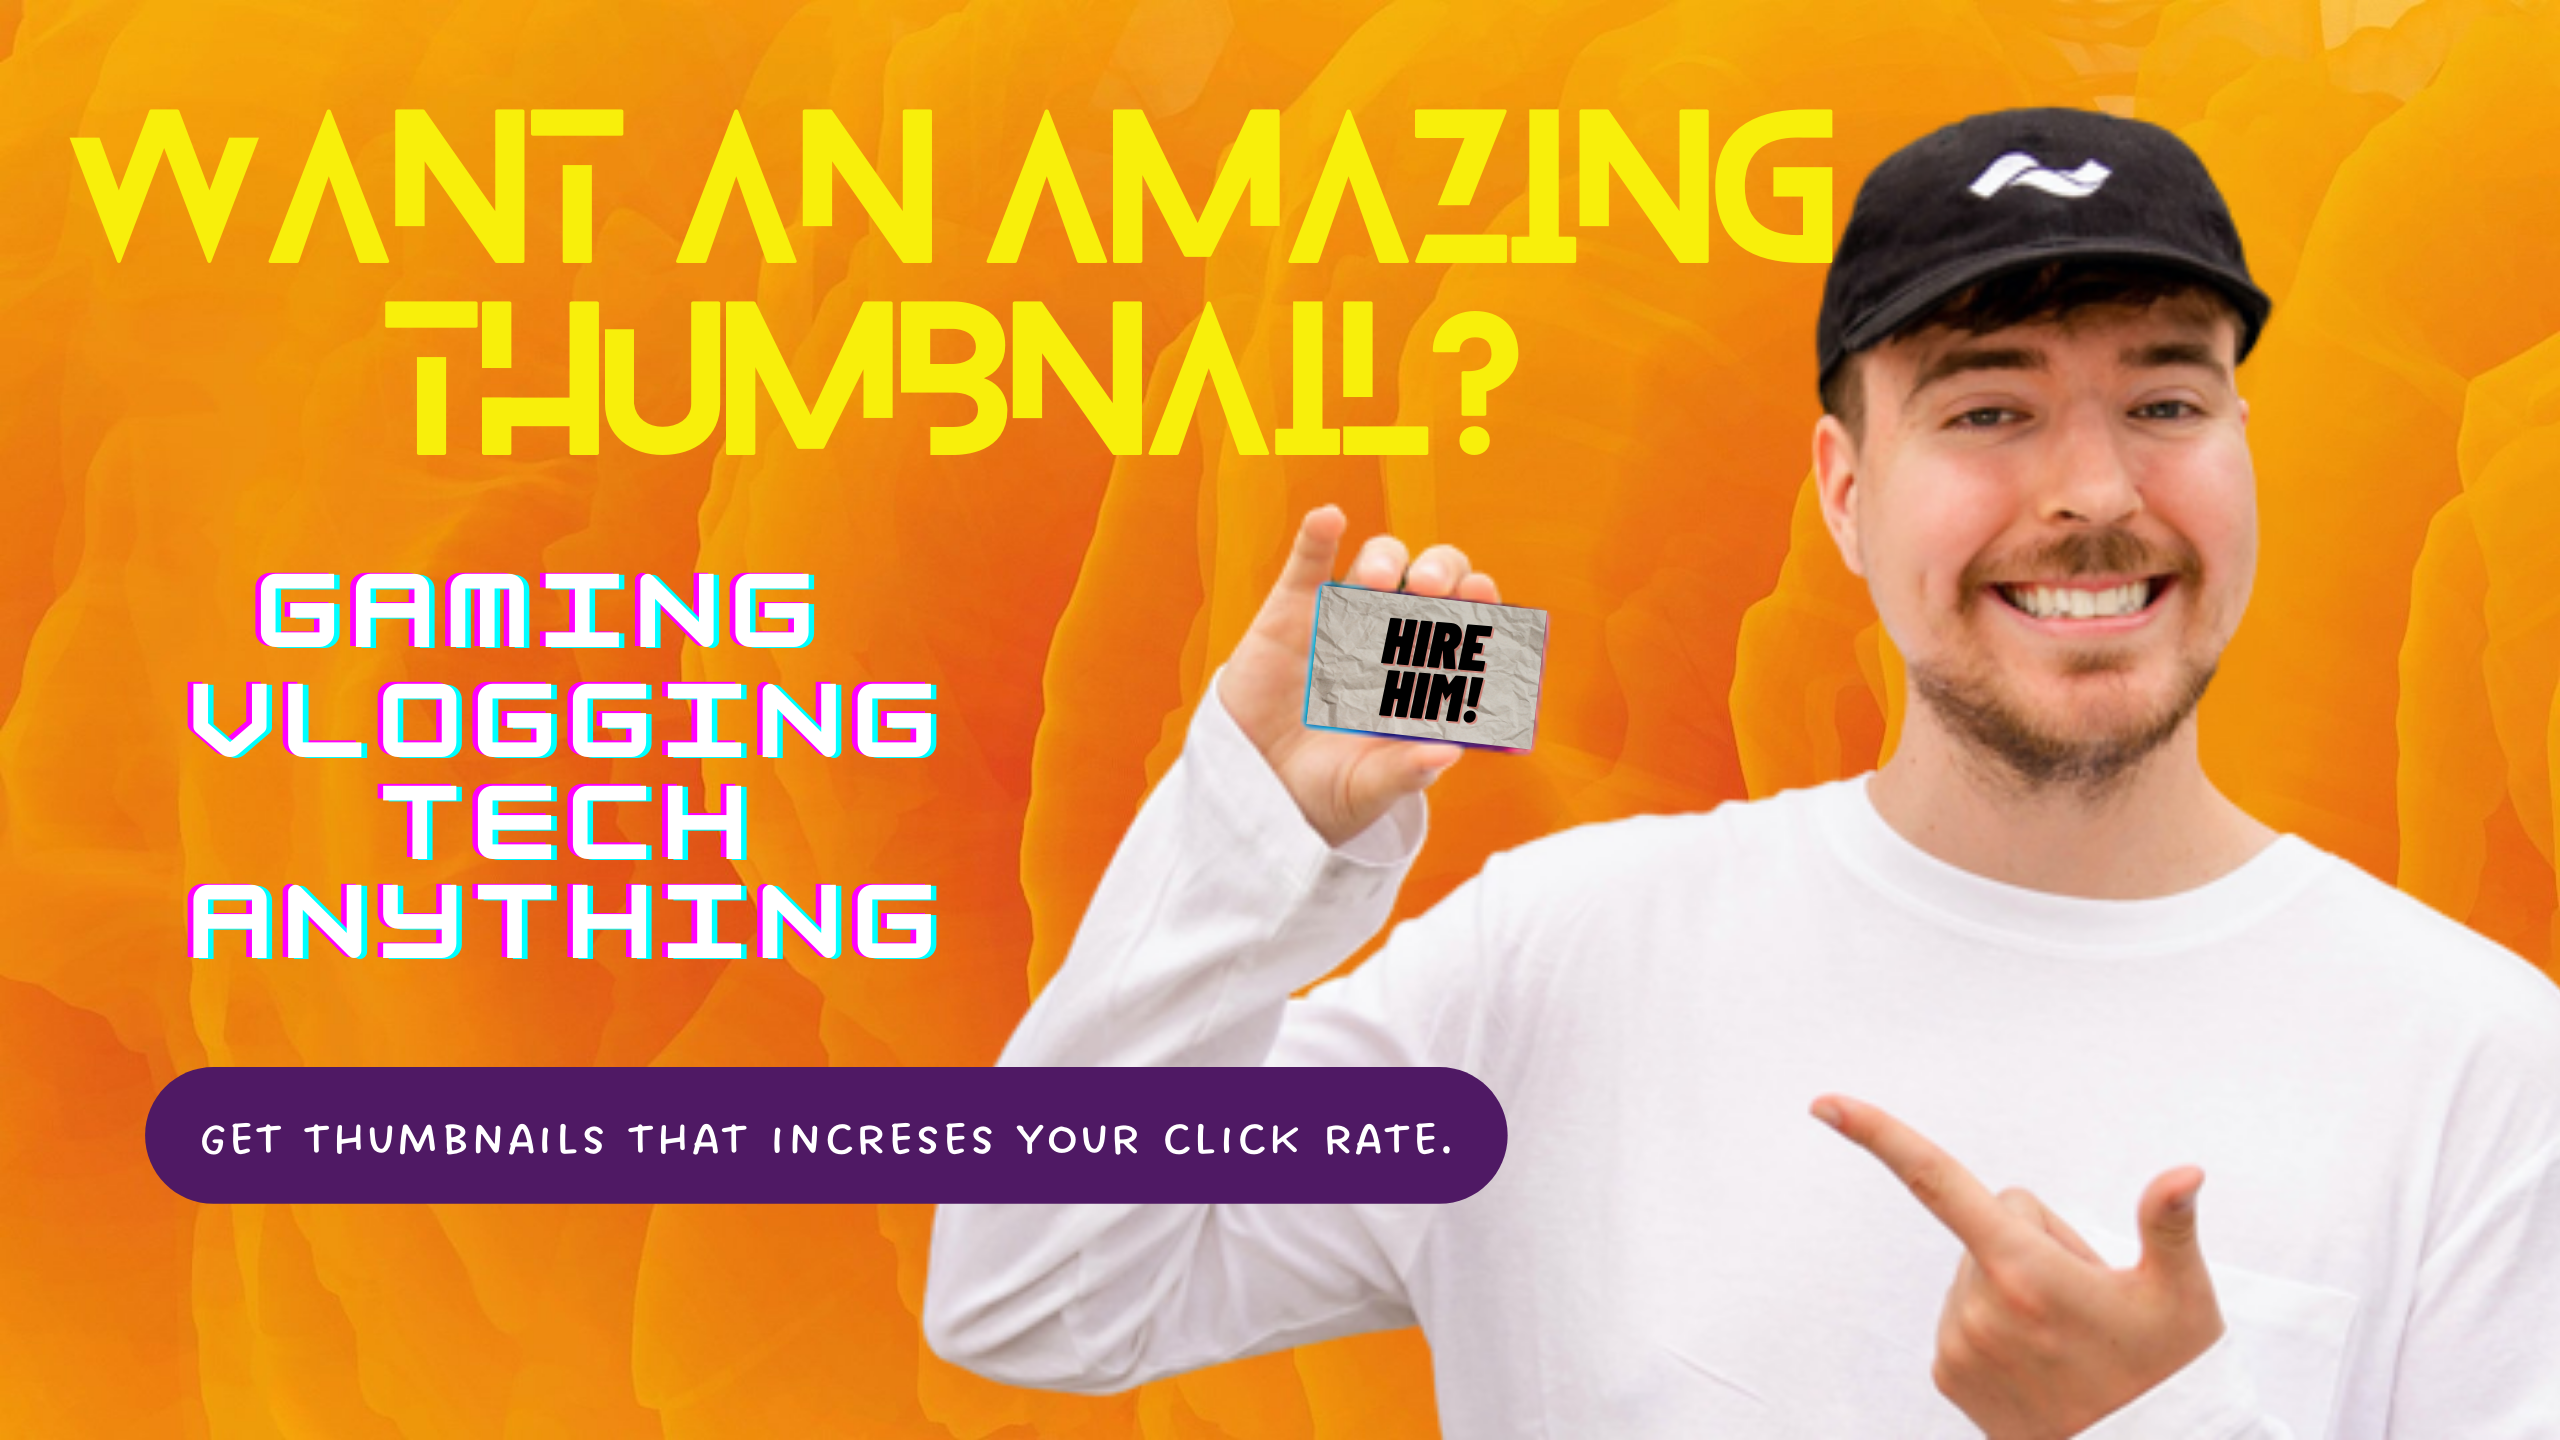 WANT AN AMAZING
THUMBNAIL?
HIRE
HIM!
GAMING
VLOGGING
TECH
ANYTHING
GET THUMBNAILS THAT INCRESES YOUR CLICK RATE.